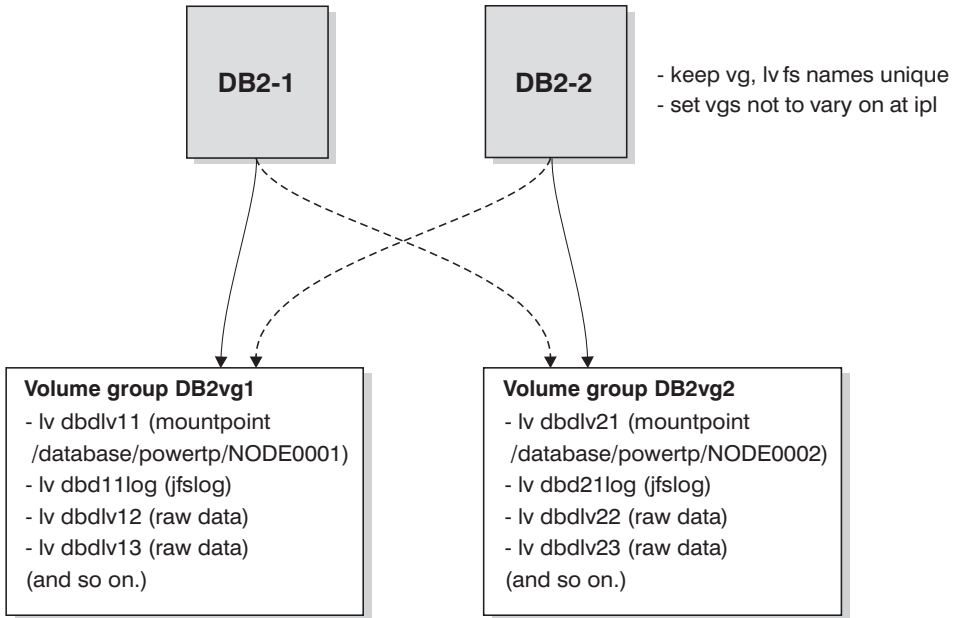 DB2-1
DB2-2
- keep vg, lv fs names unique
- set vgs not to vary on at ipl
Volume group DB2vg1
- lv dbdlv11 (mountpoint
/database/powertp/NODE0001)
- lv dbd11log (jfslog)
- lv dbdlv12 (raw data)
- lv dbdlv13 (raw data)
(and so on.)
Volume group DB2vg2
- lv dbdlv21 (mountpoint
/database/powertp/NODE0002)
- lv dbd21log (jfslog)
- lv dbdlv22 (raw data)
- lv dbdlv23 (raw data)
(and so on.)